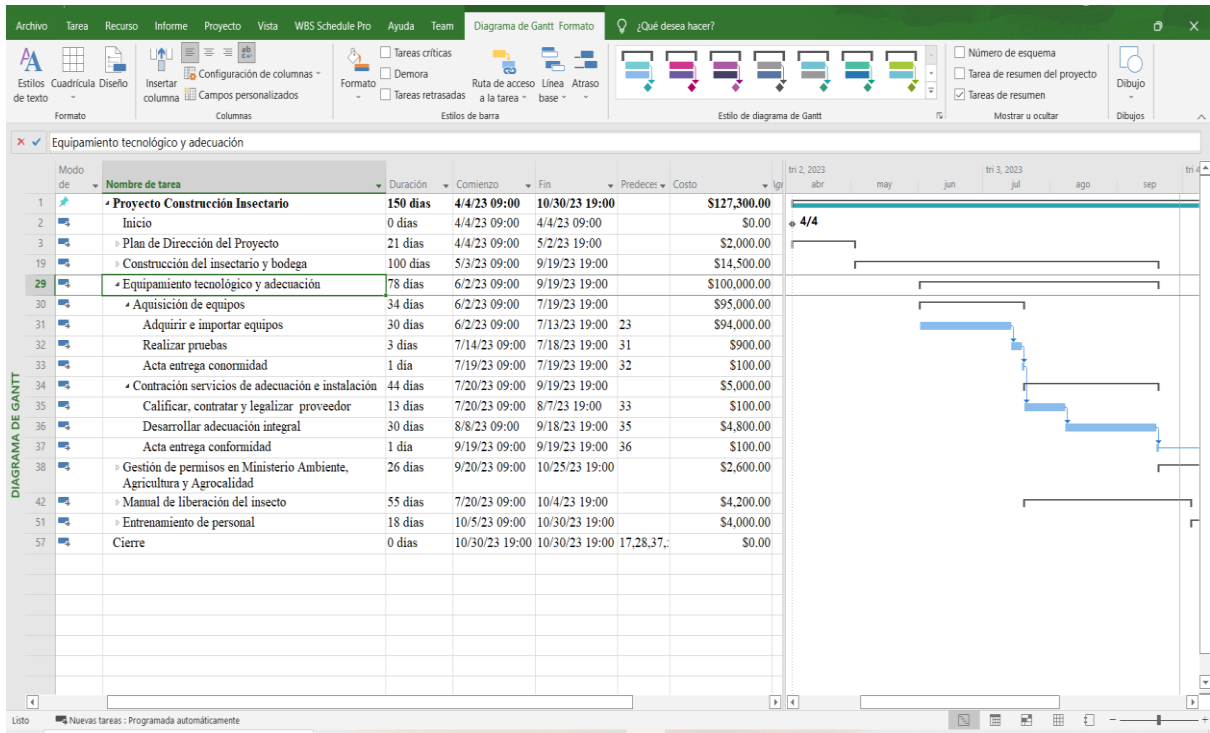 Archivo Tarea Recurso Informe Proyecto Vista WBS Schedule Pro Ayuda Team Diagrama de Gantt Formato ¿Qué desea hacer?
Estilos de texto
Cuadrícula
Diseño
Formato
Insertar columna
Configuración de columnas
Campos personalizados
Columnas
Formato
Tareas críticas
Demora
Tareas retrasadas
Ruta de acceso a la tarea
Línea base
Atraso
Estilos de barra
Estilo de diagrama de Gantt
Número de esquema
Tarea de resumen del proyecto
Tareas de resumen
Mostrar u ocultar
Dibujo
Dibujos
Equipamiento tecnológico y adecuación
Modo de Nombre de tarea Duración Comienzo Fin Predeces Costo
tri 2, 2023 tri 3, 2023 tri 4
abr may jun jul ago sep
1 Proyecto Construcción Insectario 150 días 4/4/23 09:00 10/30/23 19:00 $127,300.00
2 Inicio 0 días 4/4/23 09:00 4/4/23 09:00 $0.00 4/4
3 Plan de Dirección del Proyecto 21 días 4/4/23 09:00 5/2/23 19:00 $2,000.00
19 Construcción del insectario y bodega 100 días 5/3/23 09:00 9/19/23 19:00 $14,500.00
29 Equipamiento tecnológico y adecuación 78 días 6/2/23 09:00 9/19/23 19:00 $100,000.00
30 Aquisición de equipos 34 días 6/2/23 09:00 7/19/23 19:00 $95,000.00
31 Adquirir e importar equipos 30 días 6/2/23 09:00 7/13/23 19:00 23 $94,000.00
32 Realizar pruebas 3 días 7/14/23 09:00 7/18/23 19:00 31 $900.00
33 Acta entrega conormidad 1 día 7/19/23 09:00 7/19/23 19:00 32 $100.00
34 Contración servicios de adecuación e instalación 44 días 7/20/23 09:00 9/19/23 19:00 $5,000.00
35 Calificar, contratar y legalizar proveedor 13 días 7/20/23 09:00 8/7/23 19:00 33 $100.00
36 Desarrollar adecuación integral 30 días 8/8/23 09:00 9/18/23 19:00 35 $4,800.00
37 Acta entrega conformidad 1 día 9/19/23 09:00 9/19/23 19:00 36 $100.00
38 Gestión de permisos en Ministerio Ambiente, 26 días 9/20/23 09:00 10/25/23 19:00 $2,600.00
Agricultura y Agrocalidad
42 Manual de liberación del insecto 55 días 7/20/23 09:00 10/4/23 19:00 $4,200.00
51 Entrenamiento de personal 18 días 10/5/23 09:00 10/30/23 19:00 $4,000.00
57 Cierre 0 días 10/30/23 19:00 10/30/23 19:00 17,28,37, $0.00
DIAGRAMA DE GANTT
Listo Nuevas tareas : Programada automáticamente